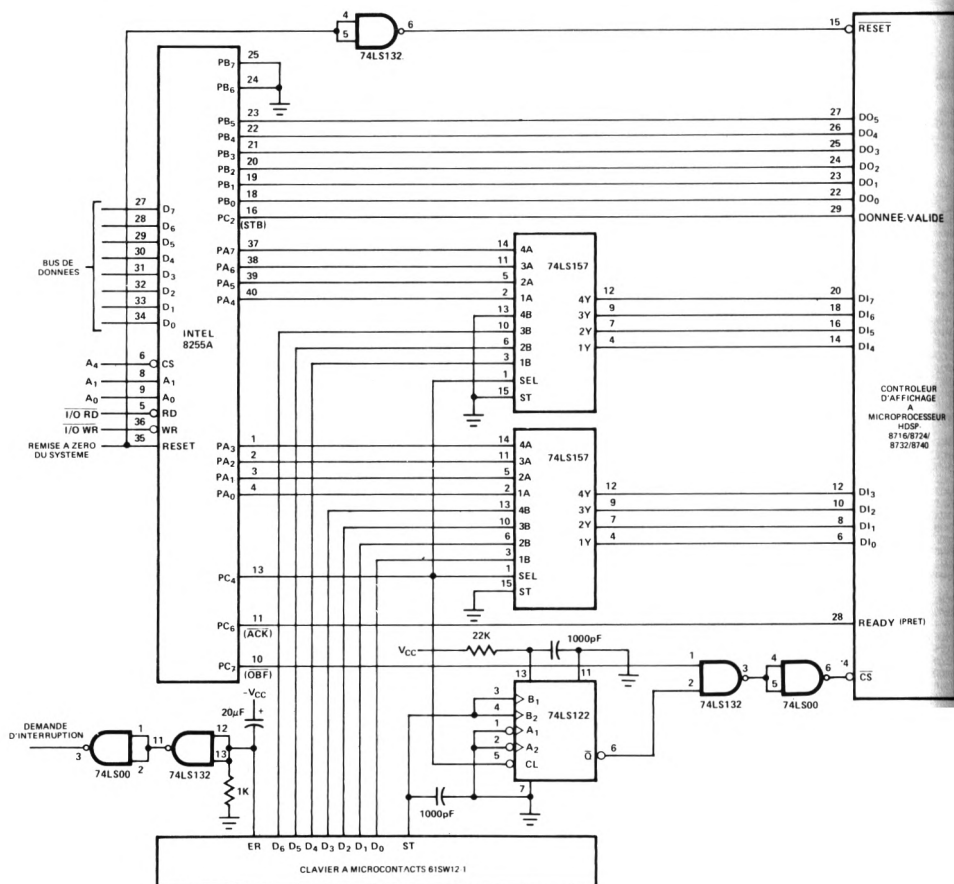 4
5
6
74LS132
15
RESET
PB7
25
PB6
24
PB5
23
27
DO5
PB4
22
26
DO4
PB3
21
25
DO3
PB2
20
24
DO2
PB1
19
23
DO1
PB0
18
22
DO0
PC2
16
29
DONNEE-VALIDE
(STB)
BUS DE
DONNEES
27
D7
28
D6
29
D5
30
D4
31
D3
32
D2
33
D1
34
D0
INTEL
8255A
PA7
37
PA6
38
PA5
39
PA4
40
14
4A
11
3A
5
2A
2
1A
13
4B
10
3B
6
2B
3
1B
1
SEL
15
ST
74LS157
4Y
12
3Y
9
2Y
7
1Y
4
20
DI7
18
DI6
16
DI5
14
DI4
A4
6
CS
A1
8
A1
A0
9
A0
I/O RD
5
RD
I/O WR
36
WR
REMISE A ZERO
DU SYSTEME
35
RESET
CONTROLEUR
D'AFFICHAGE
A
MICROPROCESSEUR
HDSP-
8716/8724/
8732/8740
PA3
1
PA2
2
PA1
3
PA0
4
14
4A
11
3A
5
2A
2
1A
13
4B
10
3B
6
2B
3
1B
1
SEL
15
ST
74LS157
4Y
12
3Y
9
2Y
7
1Y
4
12
DI3
10
DI2
8
DI1
6
DI0
PC4
13
PC6
11
(ACK)
28
READY (PRET)
PC7
10
(OBF)
VCC
22K
1000pF
13
11
3
B1
4
B2
1
A1
2
A2
5
CL
74LS122
Q
6
7
1000pF
1
2
3
74LS132
4
5
6
74LS00
4
CS
-VCC
20µF
+
DEMANDE
D'INTERRUPTION
3
1
2
74LS00
11
12
13
74LS132
1K
ER D6 D5 D4 D3 D2 D1 D0 ST
CLAVIER A MICROCONTACTS 61SW12-1